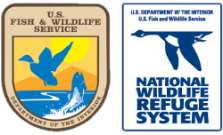 U.S.
FISH & WILDLIFE
SERVICE
DEPARTMENT OF THE INTERIOR
U.S. DEPARTMENT OF THE INTERIOR
U.S. Fish and Wildlife Service
NATIONAL
WILDLIFE
REFUGE
SYSTEM